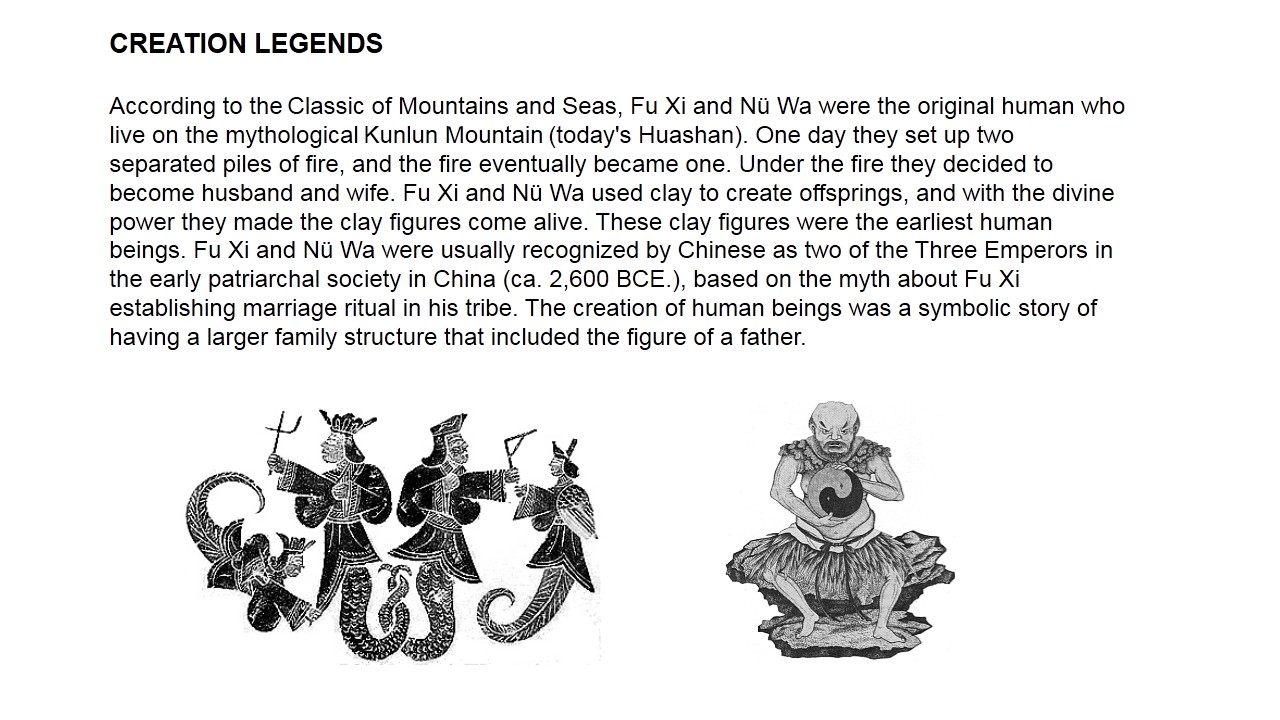 CREATION LEGENDS
According to the Classic of Mountains and Seas, Fu Xi and Nü Wa were the original human who
live on the mythological Kunlun Mountain (today's Huashan). One day they set up two
separated piles of fire, and the fire eventually became one. Under the fire they decided to
become husband and wife. Fu Xi and Nü Wa used clay to create offsprings, and with the divine
power they made the clay figures come alive. These clay figures were the earliest human
beings. Fu Xi and Nü Wa were usually recognized by Chinese as two of the Three Emperors in
the early patriarchal society in China (ca. 2,600 BCE.), based on the myth about Fu Xi
establishing marriage ritual in his tribe. The creation of human beings was a symbolic story of
having a larger family structure that included the figure of a father.